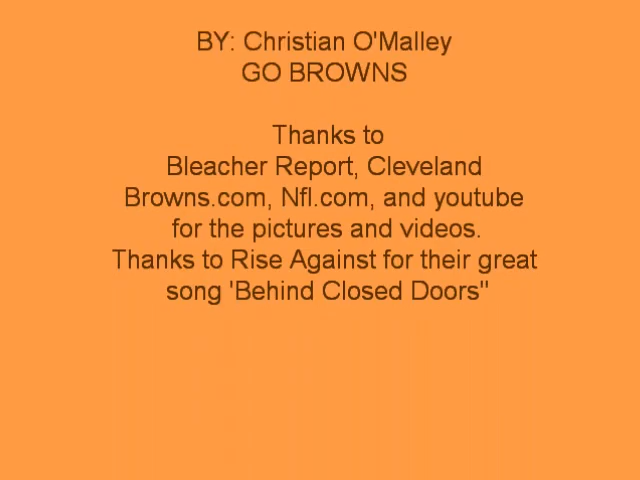 BY: Christian O'Malley
GO BROWNS
Thanks to
Bleacher Report, Cleveland
Browns.com, Nfl.com, and youtube
for the pictures and videos.
Thanks to Rise Against for their great
song 'Behind Closed Doors"